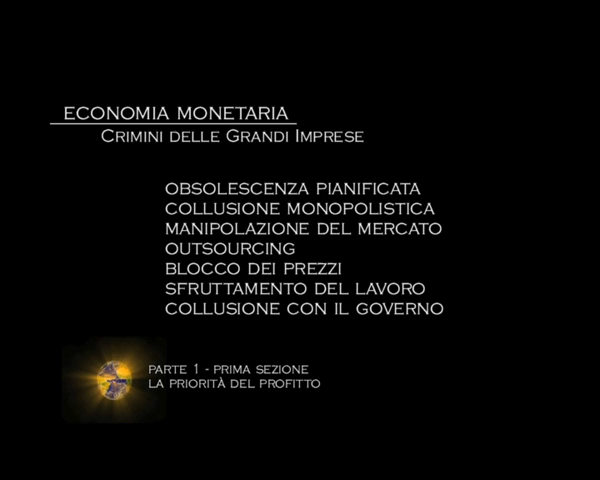 ECONOMIA MONETARIA
CRIMINI DELLE GRANDI IMPRESE
OBSOLESCENZA PIANIFICATA
COLLUSIONE MONOPOLISTICA
MANIPOLAZIONE DEL MERCATO
OUTSOURCING
BLOCCO DEI PREZZI
SFRUTTAMENTO DEL LAVORO
COLLUSIONE CON IL GOVERNO
PARTE 1 - PRIMA SEZIONE
LA PRIORITÀ DEL PROFITTO